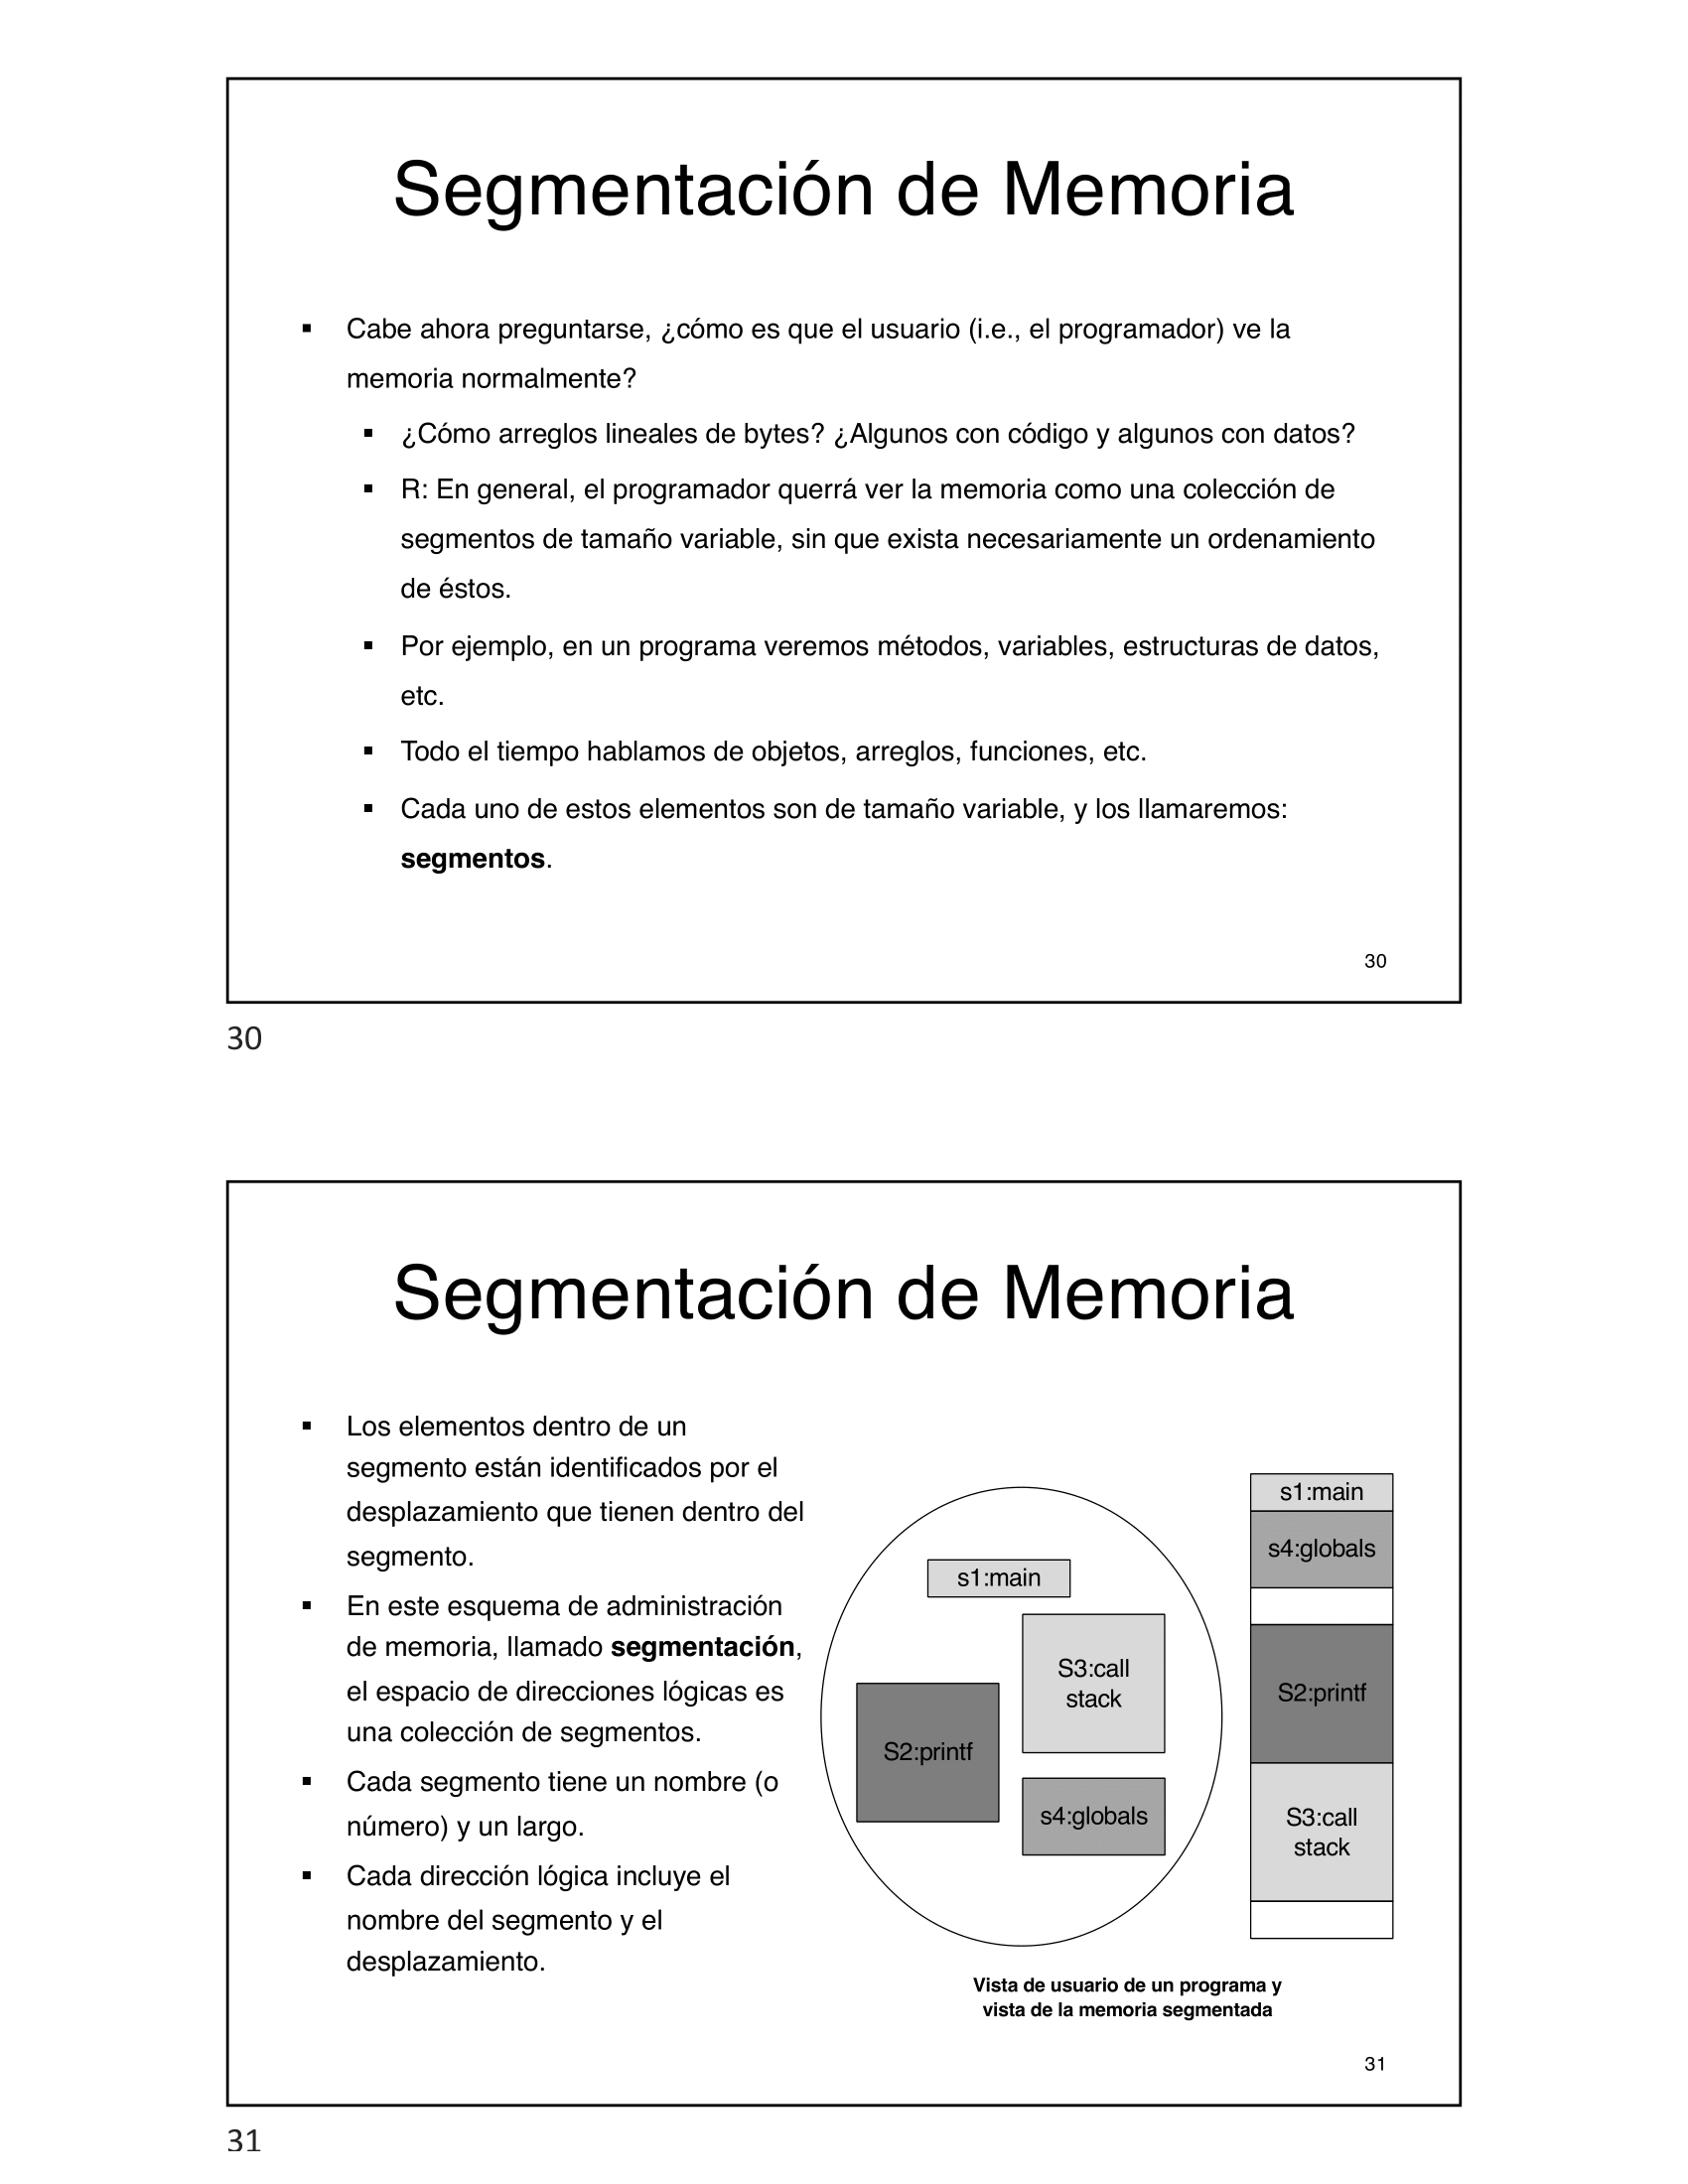 Segmentación de Memoria
▪ Cabe ahora preguntarse, ¿cómo es que el usuario (i.e., el programador) ve la
memoria normalmente?
▪ ¿Cómo arreglos lineales de bytes? ¿Algunos con código y algunos con datos?
▪ R: En general, el programador querrá ver la memoria como una colección de
segmentos de tamaño variable, sin que exista necesariamente un ordenamiento
de éstos.
▪ Por ejemplo, en un programa veremos métodos, variables, estructuras de datos,
etc.
▪ Todo el tiempo hablamos de objetos, arreglos, funciones, etc.
▪ Cada uno de estos elementos son de tamaño variable, y los llamaremos:
segmentos.
30
30
Segmentación de Memoria
▪ Los elementos dentro de un
segmento están identificados por el
desplazamiento que tienen dentro del
segmento.
▪ En este esquema de administración
de memoria, llamado segmentación,
el espacio de direcciones lógicas es
una colección de segmentos.
▪ Cada segmento tiene un nombre (o
número) y un largo.
▪ Cada dirección lógica incluye el
nombre del segmento y el
desplazamiento.
s1:main
S3:call
stack
S2:printf
s4:globals
s1:main
s4:globals
S2:printf
S3:call
stack
Vista de usuario de un programa y
vista de la memoria segmentada
31
31